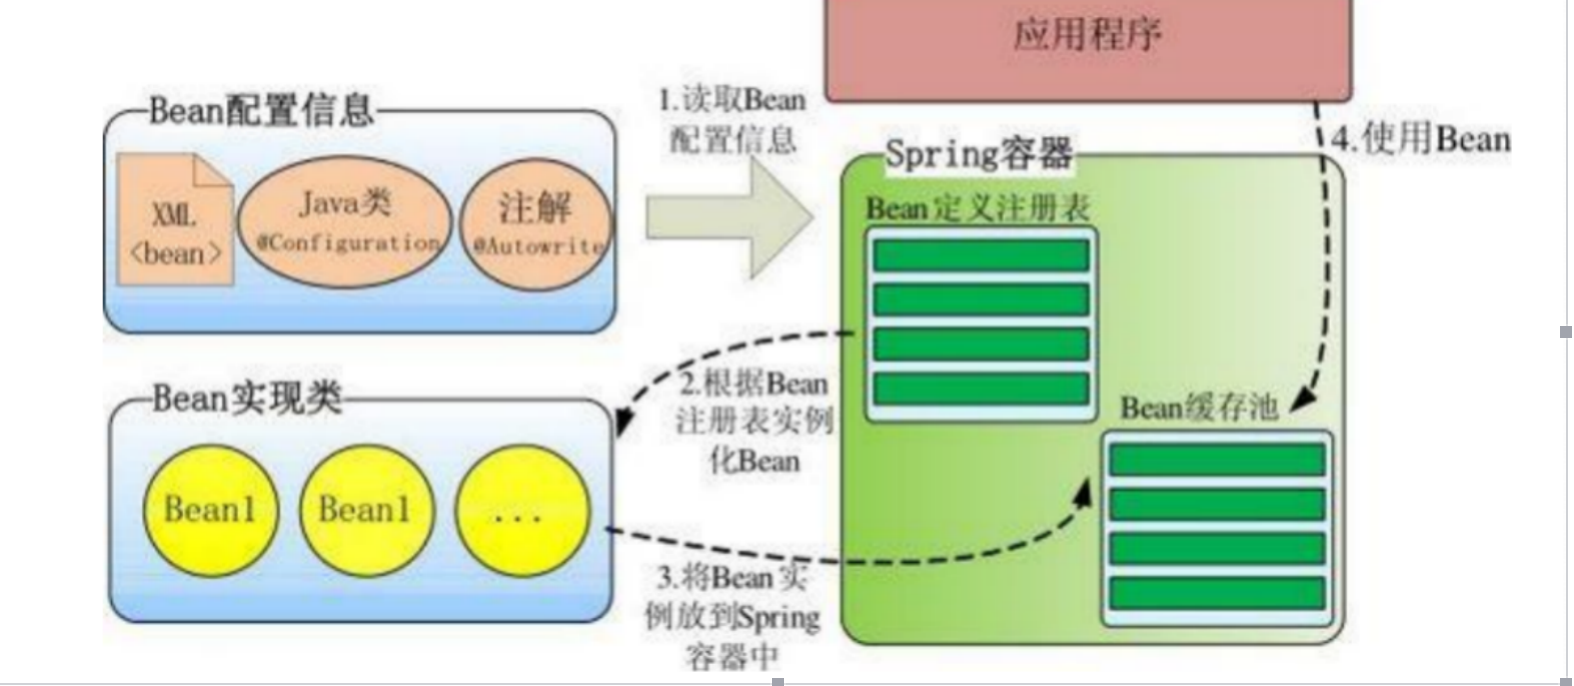 应用程序
Bean配置信息
XML
<bean>
Java类
@Configuration
注解
@Autowrite
1.读取Bean
配置信息
Spring容器
4.使用Bean
Bean定义注册表
2.根据Bean
注册表实例
化Bean
Bean缓存池
Bean实现类
Bean1
Bean1
...
3.将Bean实
例放到Spring
容器中